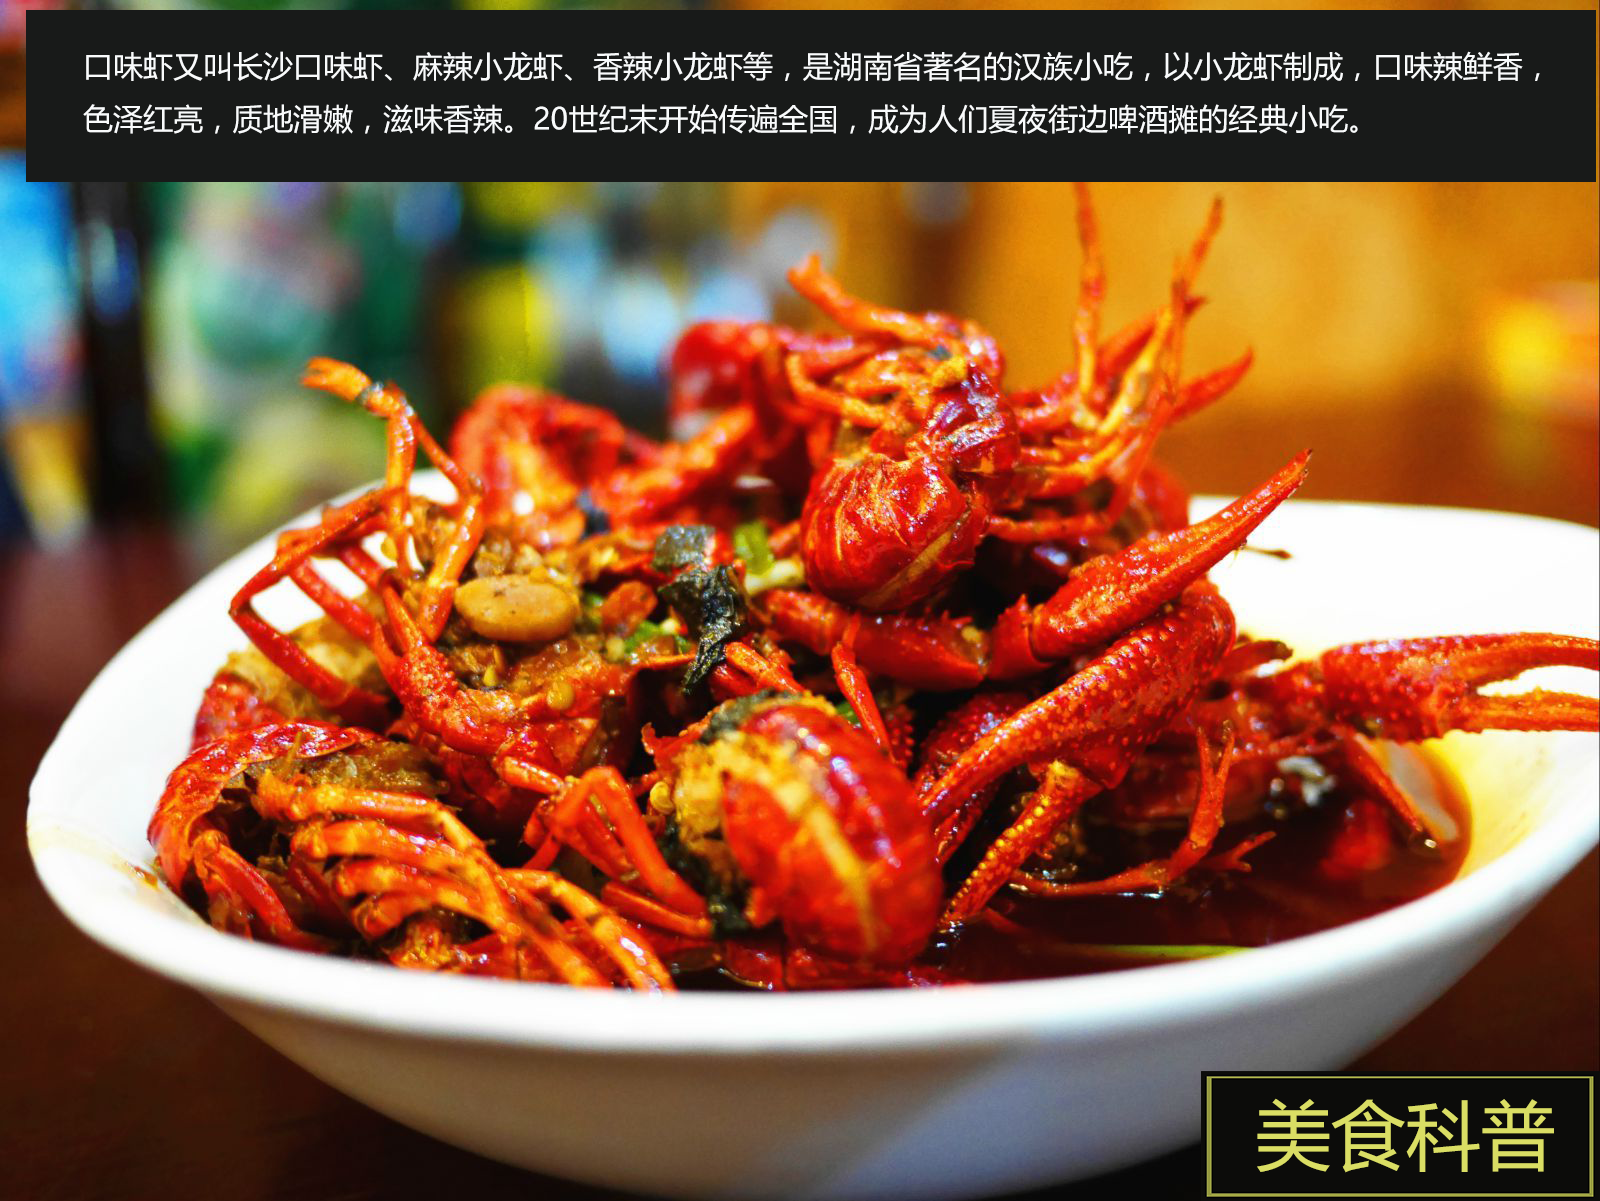 口味虾又叫长沙口味虾、麻辣小龙虾、香辣小龙虾等，是湖南省著名的汉族小吃，以小龙虾制成，口味辣鲜香，
色泽红亮，质地滑嫩，滋味香辣。20世纪末开始传遍全国，成为人们夏夜街边啤酒摊的经典小吃。
美食科普